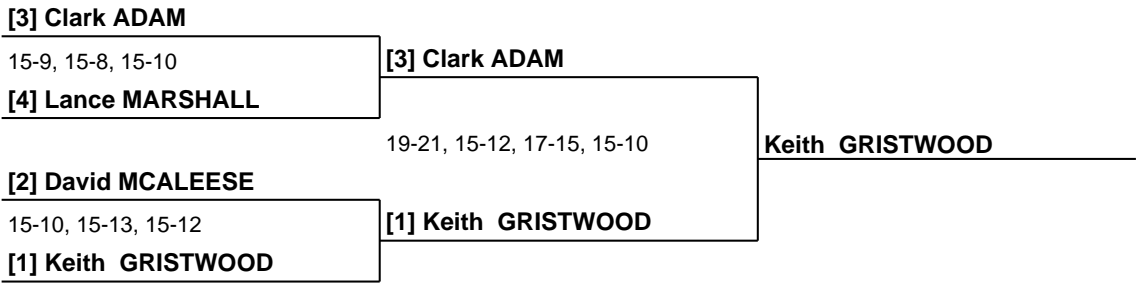 [3] Clark ADAM
15-9, 15-8, 15-10
[3] Clark ADAM
[4] Lance MARSHALL
19-21, 15-12, 17-15, 15-10
Keith  GRISTWOOD
[2] David MCALEESE
15-10, 15-13, 15-12
[1] Keith  GRISTWOOD
[1] Keith  GRISTWOOD